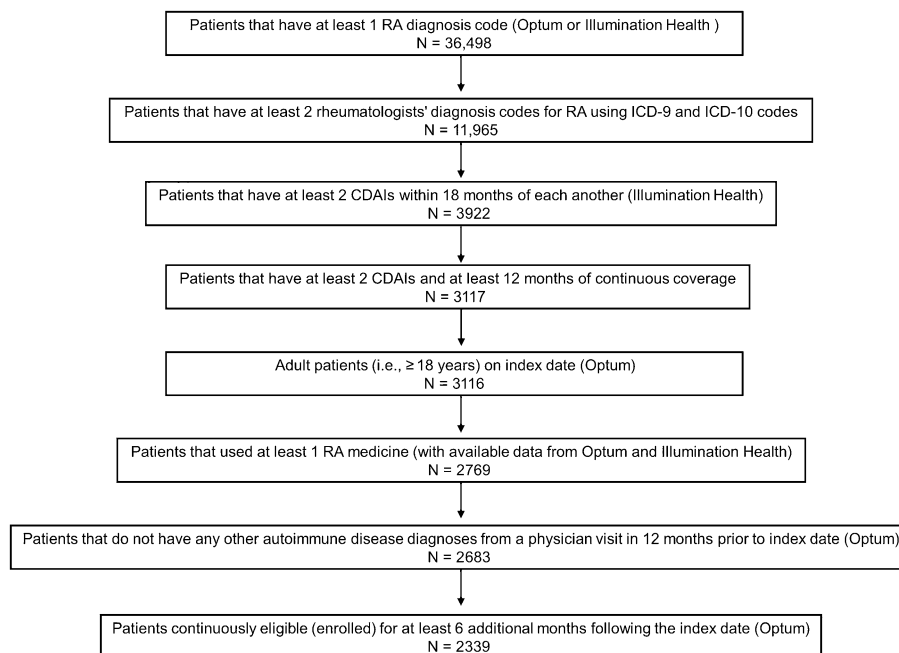 Patients that have at least 1 RA diagnosis code (Optum or Illumination Health )
N = 36,498
Patients that have at least 2 rheumatologists' diagnosis codes for RA using ICD-9 and ICD-10 codes
N = 11,965
Patients that have at least 2 CDAIs within 18 months of each another (Illumination Health)
N = 3922
Patients that have at least 2 CDAIs and at least 12 months of continuous coverage
N = 3117
Adult patients (i.e., ≥ 18 years) on index date (Optum)
N = 3116
Patients that used at least 1 RA medicine (with available data from Optum and Illumination Health)
N = 2769
Patients that do not have any other autoimmune disease diagnoses from a physician visit in 12 months prior to index date (Optum)
N = 2683
Patients continuously eligible (enrolled) for at least 6 additional months following the index date (Optum)
N = 2339